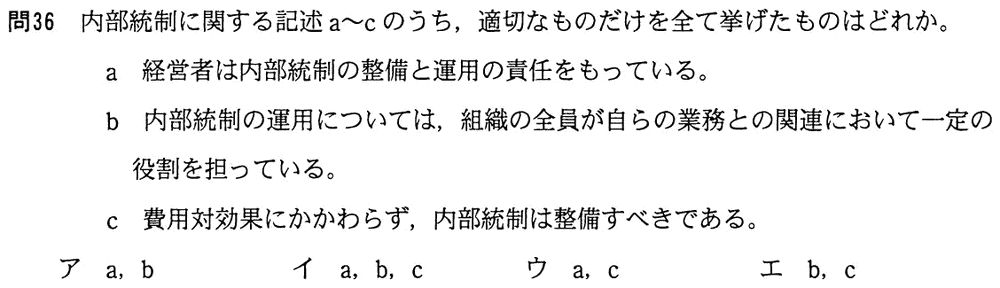 問36 内部統制に関する記述 a～c のうち，適切なものだけを全て挙げたものはどれか。
a 経営者は内部統制の整備と運用の責任をもっている。
b 内部統制の運用については，組織の全員が自らの業務との関連において一定の
役割を担っている。
c 費用対効果にかかわらず，内部統制は整備すべきである。
ア a，b イ a，b，c ウ a，c エ b，c